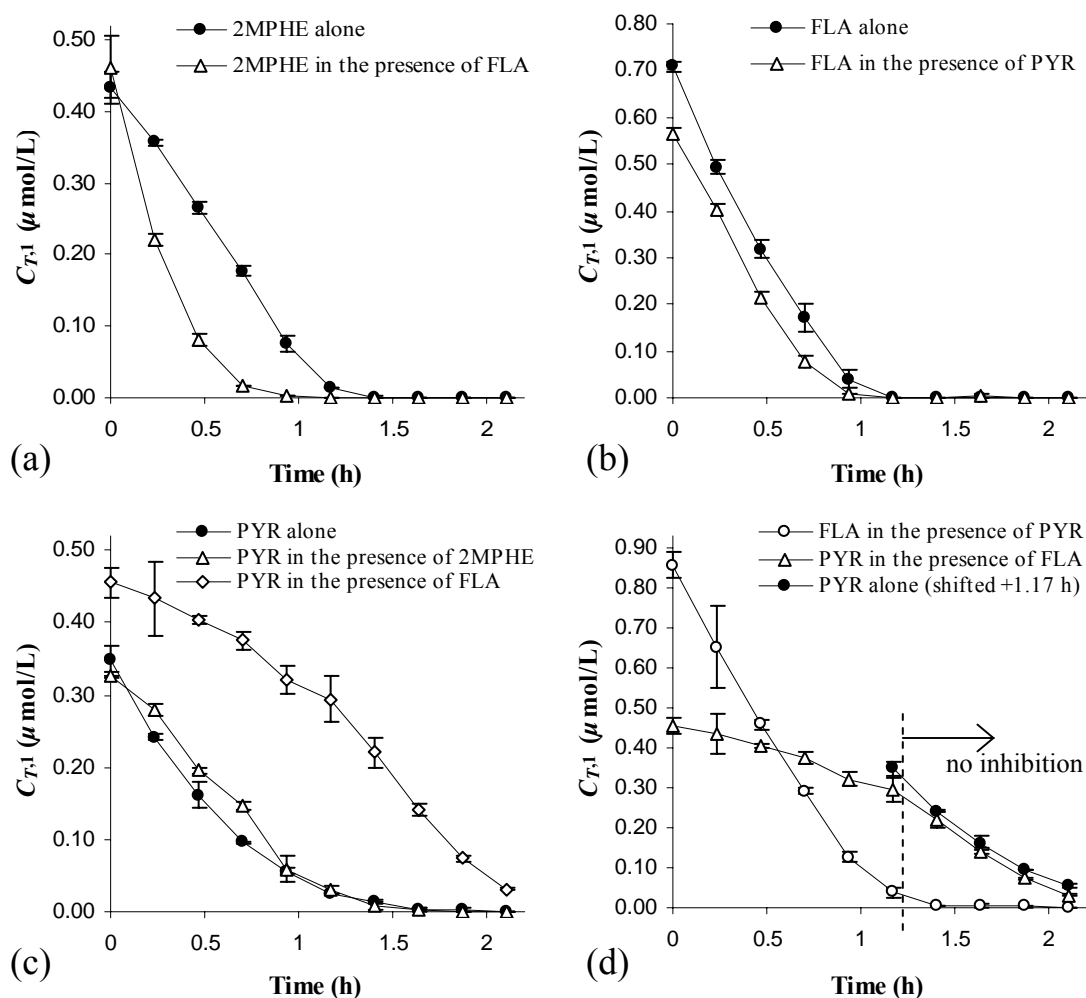 2MPHE alone
2MPHE in the presence of FLA
0.50
0.40
0.30
0.20
0.10
0.00
C_T,1 (µmol/L)
0 0.5 1 1.5 2
Time (h)
(a)
FLA alone
FLA in the presence of PYR
0.80
0.70
0.60
0.50
0.40
0.30
0.20
0.10
0.00
C_T,1 (µmol/L)
0 0.5 1 1.5 2
Time (h)
(b)
PYR alone
PYR in the presence of 2MPHE
PYR in the presence of FLA
0.50
0.40
0.30
0.20
0.10
0.00
C_T,1 (µmol/L)
0 0.5 1 1.5 2
Time (h)
(c)
FLA in the presence of PYR
PYR in the presence of FLA
PYR alone (shifted +1.17 h)
0.90
0.80
0.70
0.60
0.50
0.40
0.30
0.20
0.10
0.00
C_T,1 (µmol/L)
no inhibition
0 0.5 1 1.5 2
Time (h)
(d)